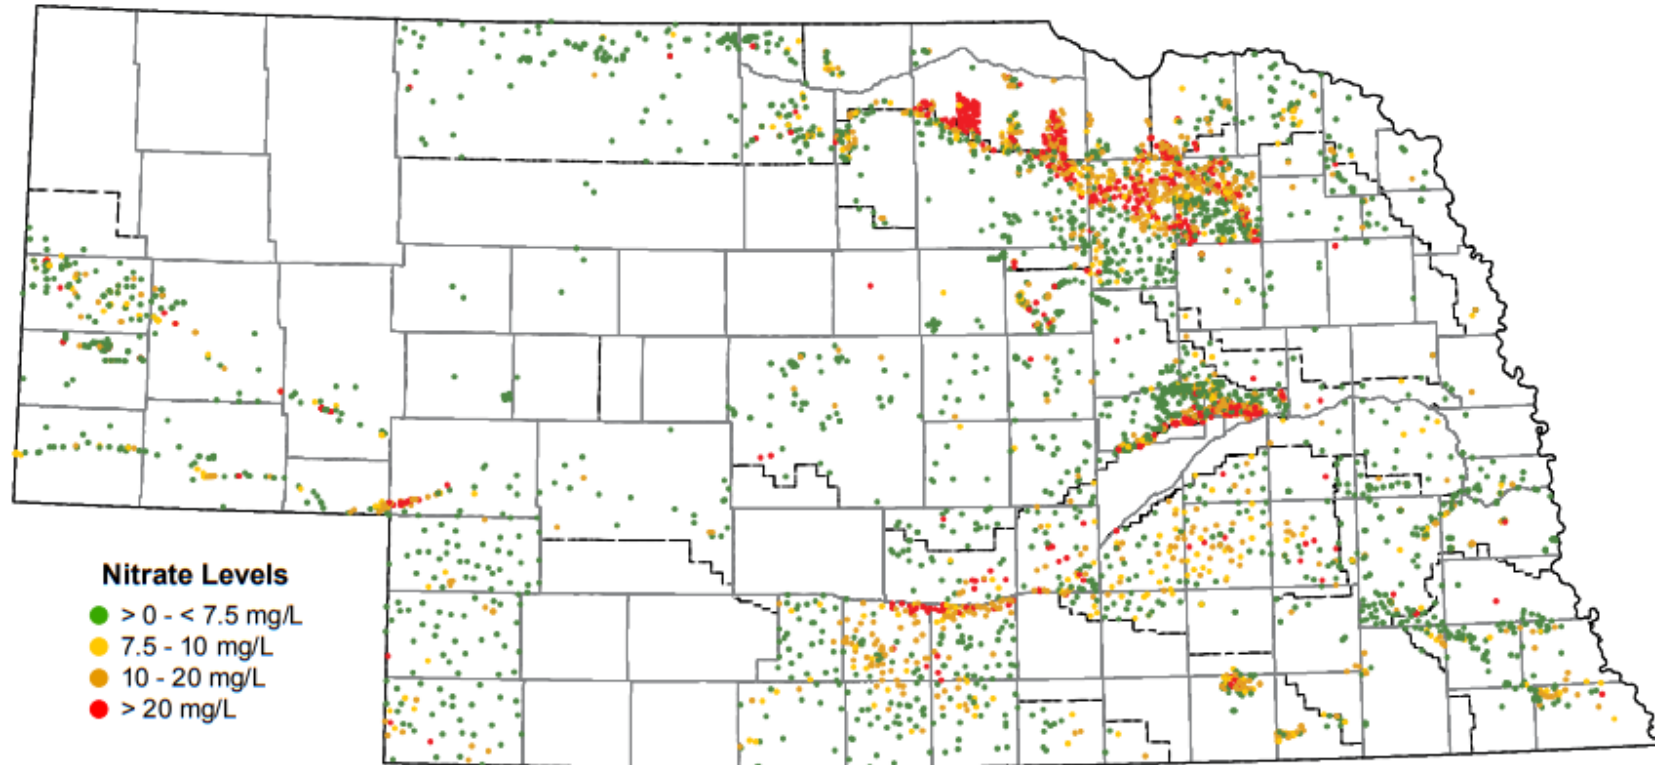 Nitrate Levels
> 0 - < 7.5 mg/L
7.5 - 10 mg/L
10 - 20 mg/L
> 20 mg/L